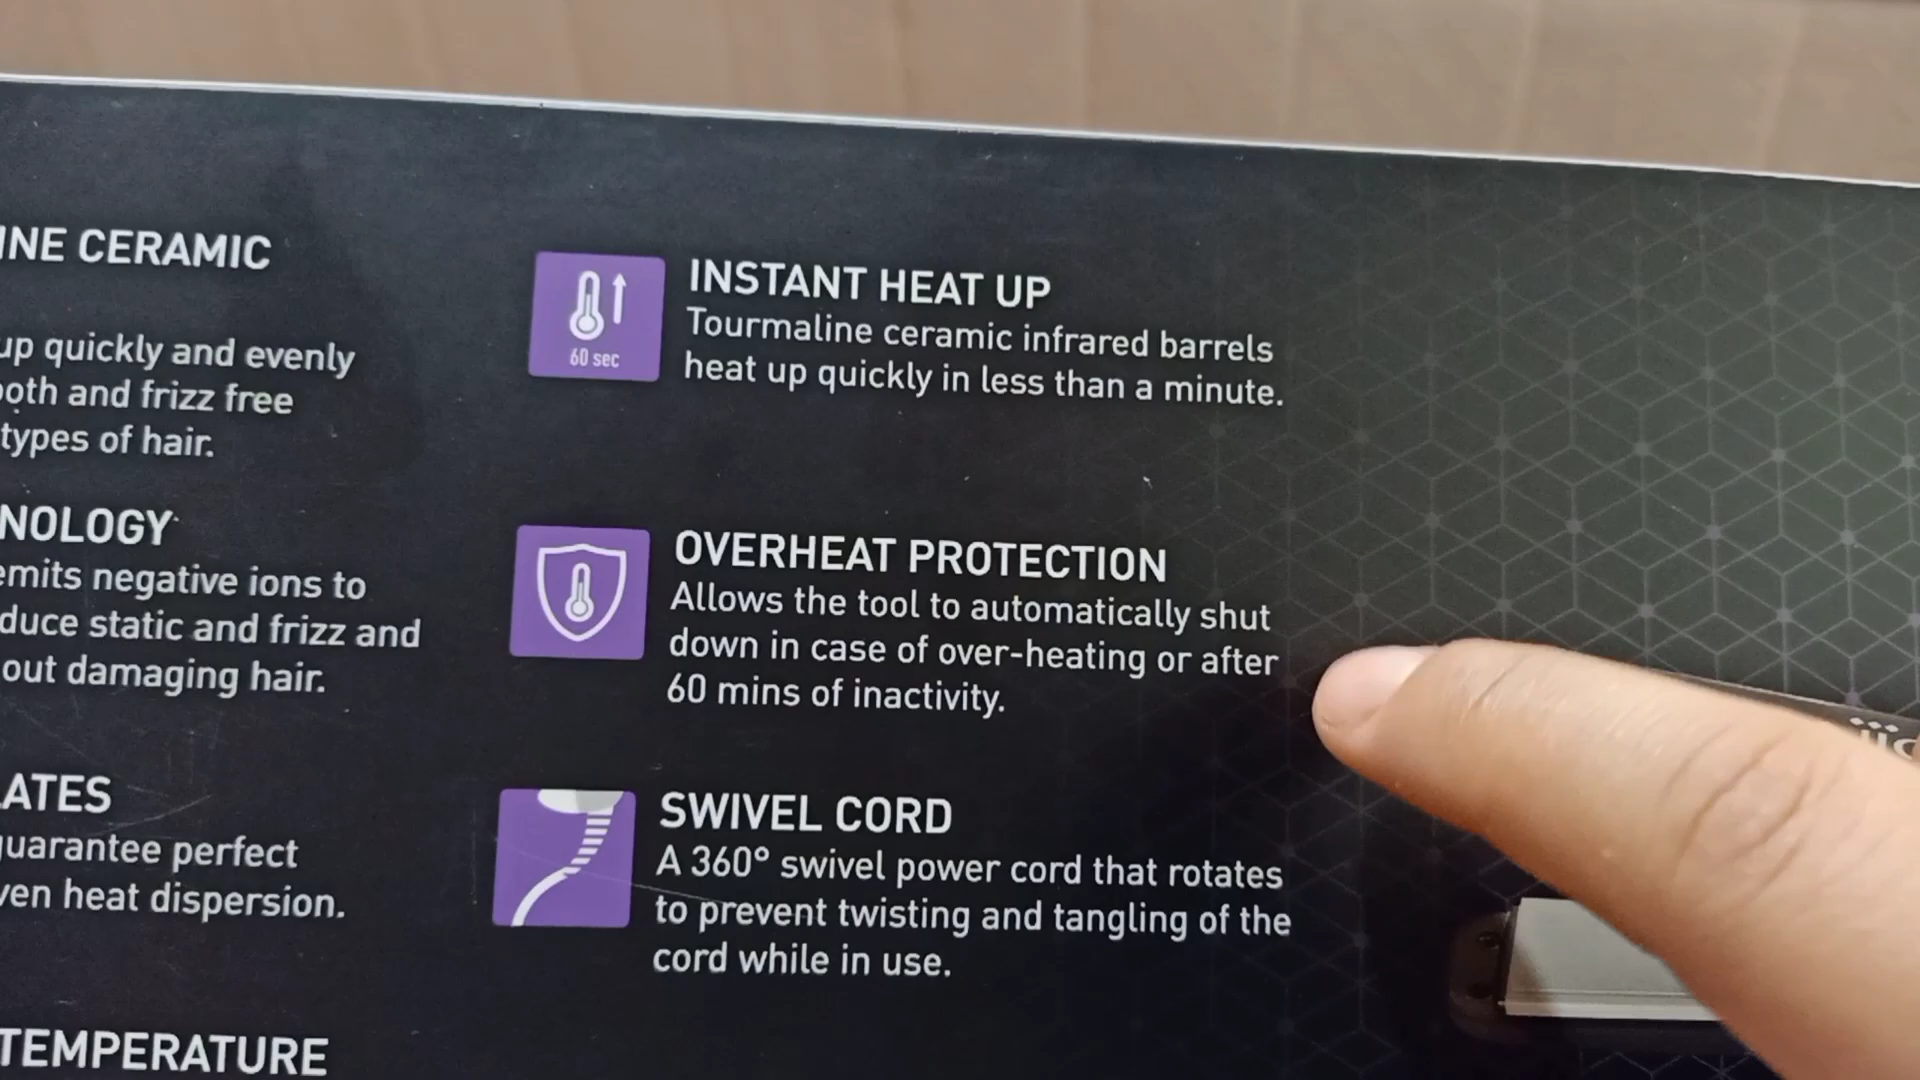 INE CERAMIC
up quickly and evenly
ooth and frizz free
types of hair.
NOLOGY
emits negative ions to
duce static and frizz and
out damaging hair.
LATES
guarantee perfect
ven heat dispersion.
TEMPERATURE
60 sec
INSTANT HEAT UP
Tourmaline ceramic infrared barrels
heat up quickly in less than a minute.
OVERHEAT PROTECTION
Allows the tool to automatically shut
down in case of over-heating or after
60 mins of inactivity.
SWIVEL CORD
A 360° swivel power cord that rotates
to prevent twisting and tangling of the
cord while in use.